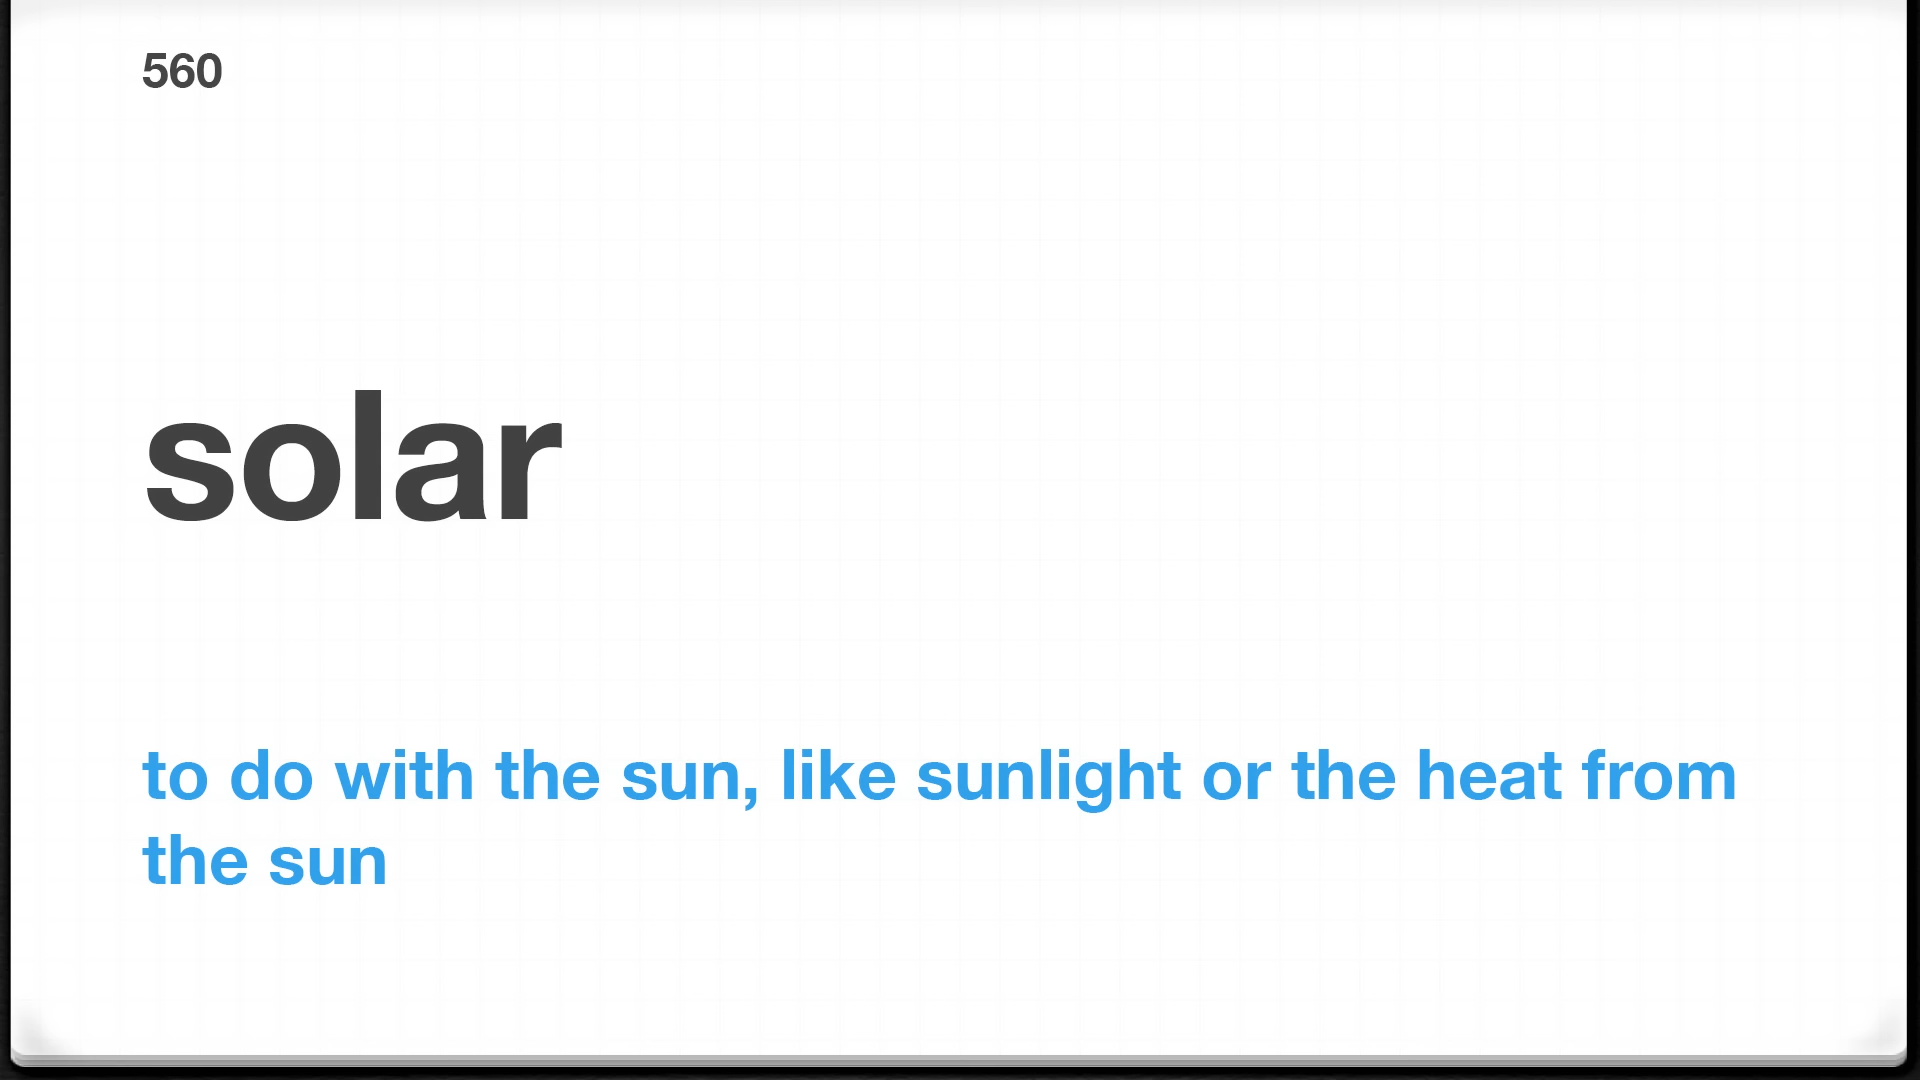 560
solar
to do with the sun, like sunlight or the heat from
the sun